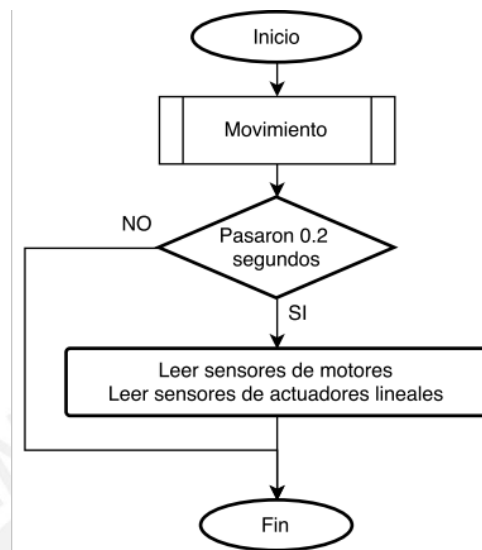 Inicio
Movimiento
NO
Pasaron 0.2
segundos
SI
Leer sensores de motores
Leer sensores de actuadores lineales
Fin